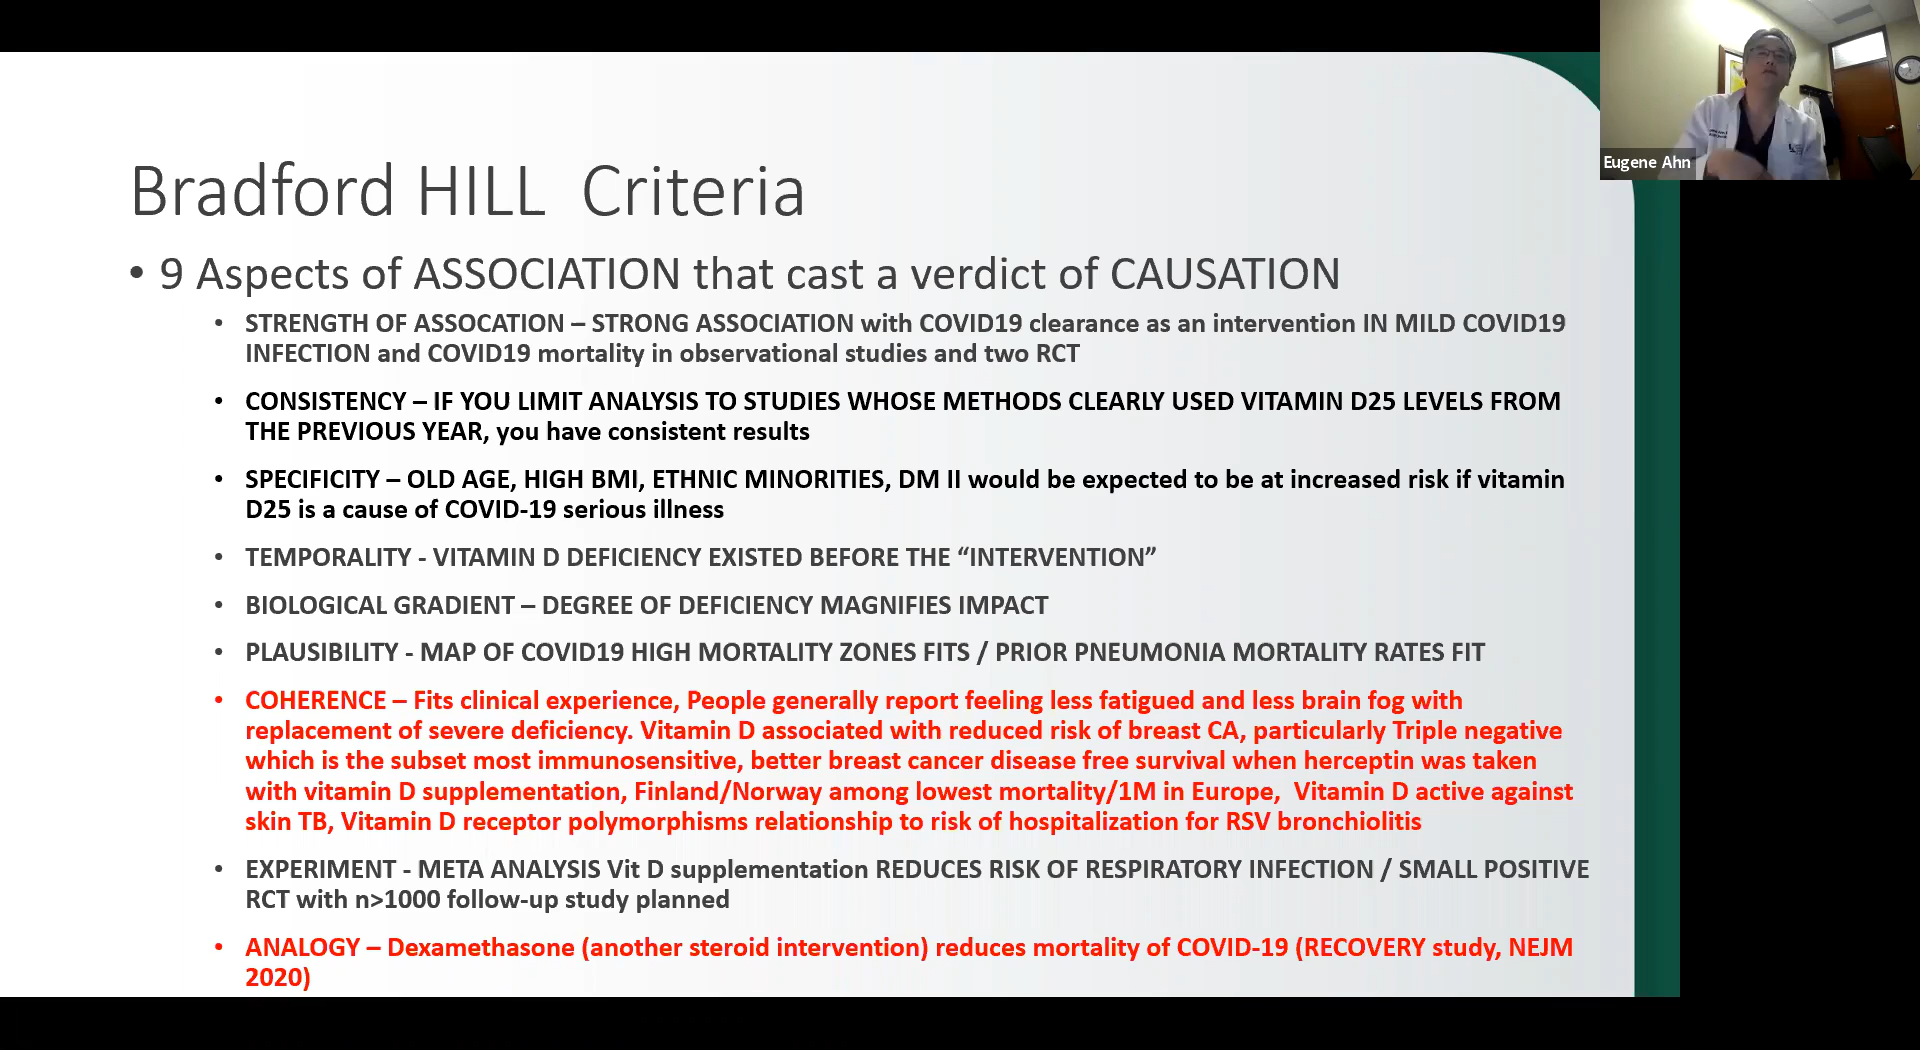 Eugene Ahn
Bradford HILL Criteria
• 9 Aspects of ASSOCIATION that cast a verdict of CAUSATION
• STRENGTH OF ASSOCATION – STRONG ASSOCIATION with COVID19 clearance as an intervention IN MILD COVID19
INFECTION and COVID19 mortality in observational studies and two RCT
• CONSISTENCY – IF YOU LIMIT ANALYSIS TO STUDIES WHOSE METHODS CLEARLY USED VITAMIN D25 LEVELS FROM
THE PREVIOUS YEAR, you have consistent results
• SPECIFICITY – OLD AGE, HIGH BMI, ETHNIC MINORITIES, DM II would be expected to be at increased risk if vitamin
D25 is a cause of COVID-19 serious illness
• TEMPORALITY - VITAMIN D DEFICIENCY EXISTED BEFORE THE “INTERVENTION”
• BIOLOGICAL GRADIENT – DEGREE OF DEFICIENCY MAGNIFIES IMPACT
• PLAUSIBILITY - MAP OF COVID19 HIGH MORTALITY ZONES FITS / PRIOR PNEUMONIA MORTALITY RATES FIT
• COHERENCE – Fits clinical experience, People generally report feeling less fatigued and less brain fog with
replacement of severe deficiency. Vitamin D associated with reduced risk of breast CA, particularly Triple negative
which is the subset most immunosensitive, better breast cancer disease free survival when herceptin was taken
with vitamin D supplementation, Finland/Norway among lowest mortality/1M in Europe, Vitamin D active against
skin TB, Vitamin D receptor polymorphisms relationship to risk of hospitalization for RSV bronchiolitis
• EXPERIMENT - META ANALYSIS Vit D supplementation REDUCES RISK OF RESPIRATORY INFECTION / SMALL POSITIVE
RCT with n>1000 follow-up study planned
• ANALOGY – Dexamethasone (another steroid intervention) reduces mortality of COVID-19 (RECOVERY study, NEJM
2020)